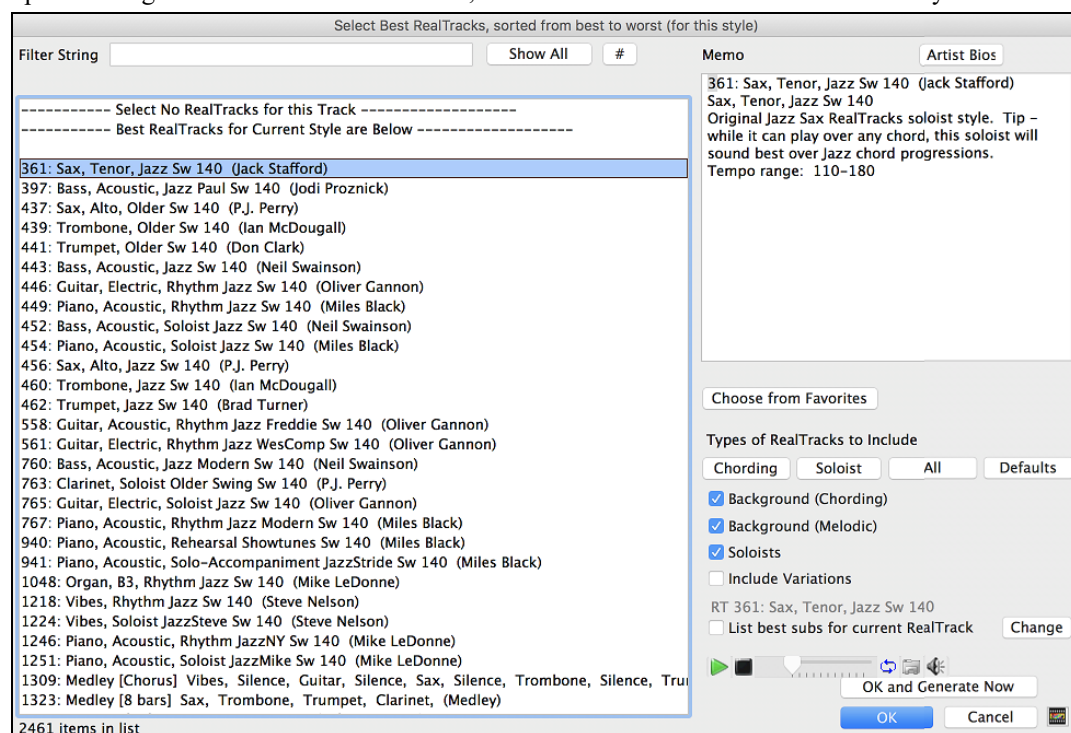 Select Best RealTracks, sorted from best to worst (for this style)
Filter String
Show All
#
----------- Select No RealTracks for this Track -------------------
----------- Best RealTracks for Current Style are Below -------------------
361: Sax, Tenor, Jazz Sw 140 (Jack Stafford)
397: Bass, Acoustic, Jazz Paul Sw 140 (Jodi Proznick)
437: Sax, Alto, Older Sw 140 (P.J. Perry)
439: Trombone, Older Sw 140 (Ian McDougall)
441: Trumpet, Older Sw 140 (Don Clark)
443: Bass, Acoustic, Jazz Sw 140 (Neil Swainson)
446: Guitar, Electric, Rhythm Jazz Sw 140 (Oliver Gannon)
449: Piano, Acoustic, Rhythm Jazz Sw 140 (Miles Black)
452: Bass, Acoustic, Soloist Jazz Sw 140 (Neil Swainson)
454: Piano, Acoustic, Soloist Jazz Sw 140 (Miles Black)
456: Sax, Alto, Jazz Sw 140 (P.J. Perry)
460: Trombone, Jazz Sw 140 (Ian McDougall)
462: Trumpet, Jazz Sw 140 (Brad Turner)
558: Guitar, Acoustic, Rhythm Jazz Freddie Sw 140 (Oliver Gannon)
561: Guitar, Electric, Rhythm Jazz WesComp Sw 140 (Oliver Gannon)
760: Bass, Acoustic, Jazz Modern Sw 140 (Neil Swainson)
763: Clarinet, Soloist Older Swing Sw 140 (P.J. Perry)
765: Guitar, Electric, Soloist Jazz Sw 140 (Oliver Gannon)
767: Piano, Acoustic, Rhythm Jazz Modern Sw 140 (Miles Black)
940: Piano, Acoustic, Rehearsal Showtunes Sw 140 (Miles Black)
941: Piano, Acoustic, Solo-Accompaniment JazzStride Sw 140 (Miles Black)
1048: Organ, B3, Rhythm Jazz Sw 140 (Mike LeDonne)
1218: Vibes, Rhythm Jazz Sw 140 (Steve Nelson)
1224: Vibes, Soloist JazzSteve Sw 140 (Steve Nelson)
1246: Piano, Acoustic, Rhythm JazzNY Sw 140 (Mike LeDonne)
1251: Piano, Acoustic, Soloist JazzMike Sw 140 (Mike LeDonne)
1309: Medley [Chorus] Vibes, Silence, Guitar, Silence, Sax, Silence, Trombone, Silence, Tru
1323: Medley [8 bars] Sax, Trombone, Trumpet, Clarinet, (Medley)
2461 items in list
Memo
Artist Bios
361: Sax, Tenor, Jazz Sw 140 (Jack Stafford)
Sax, Tenor, Jazz Sw 140
Original Jazz Sax RealTracks soloist style. Tip –
while it can play over any chord, this soloist will
sound best over Jazz chord progressions.
Tempo range: 110-180
Choose from Favorites
Types of RealTracks to Include
Chording
Soloist
All
Defaults
Background (Chording)
Background (Melodic)
Soloists
Include Variations
RT 361: Sax, Tenor, Jazz Sw 140
List best subs for current RealTrack
Change
OK and Generate Now
OK
Cancel